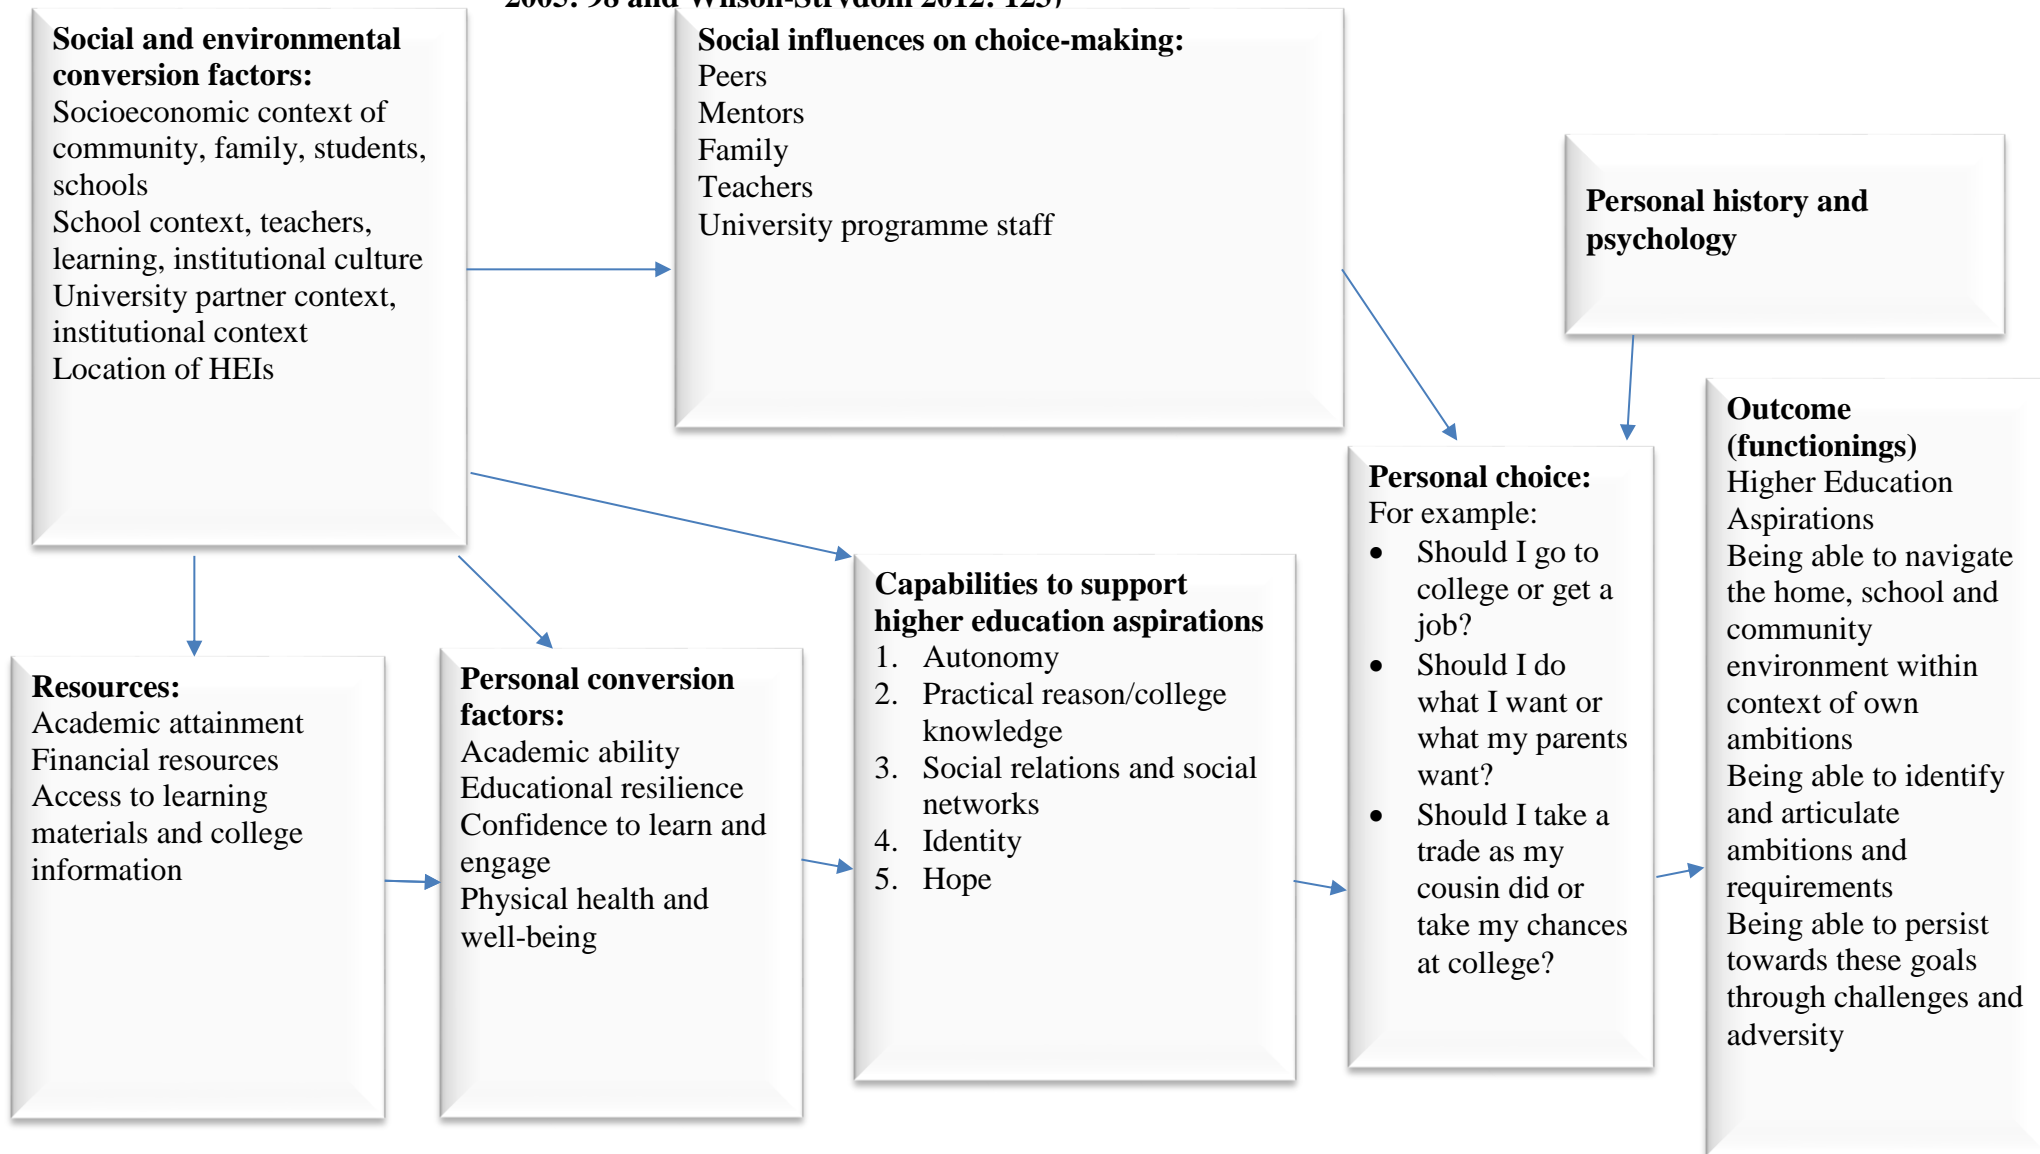 2005: 98 and Wilson-Strydom 2012: 123)
Social and environmental
conversion factors:
Socioeconomic context of
community, family, students,
schools
School context, teachers,
learning, institutional culture
University partner context,
institutional context
Location of HEIs
Social influences on choice-making:
Peers
Mentors
Family
Teachers
University programme staff
Personal history and
psychology
Resources:
Academic attainment
Financial resources
Access to learning
materials and college
information
Personal conversion
factors:
Academic ability
Educational resilience
Confidence to learn and
engage
Physical health and
well-being
Capabilities to support
higher education aspirations
1. Autonomy
2. Practical reason/college
knowledge
3. Social relations and social
networks
4. Identity
5. Hope
Personal choice:
For example:
• Should I go to
college or get a
job?
• Should I do
what I want or
what my parents
want?
• Should I take a
trade as my
cousin did or
take my chances
at college?
Outcome
(functionings)
Higher Education
Aspirations
Being able to navigate
the home, school and
community
environment within
context of own
ambitions
Being able to identify
and articulate
ambitions and
requirements
Being able to persist
towards these goals
through challenges and
adversity